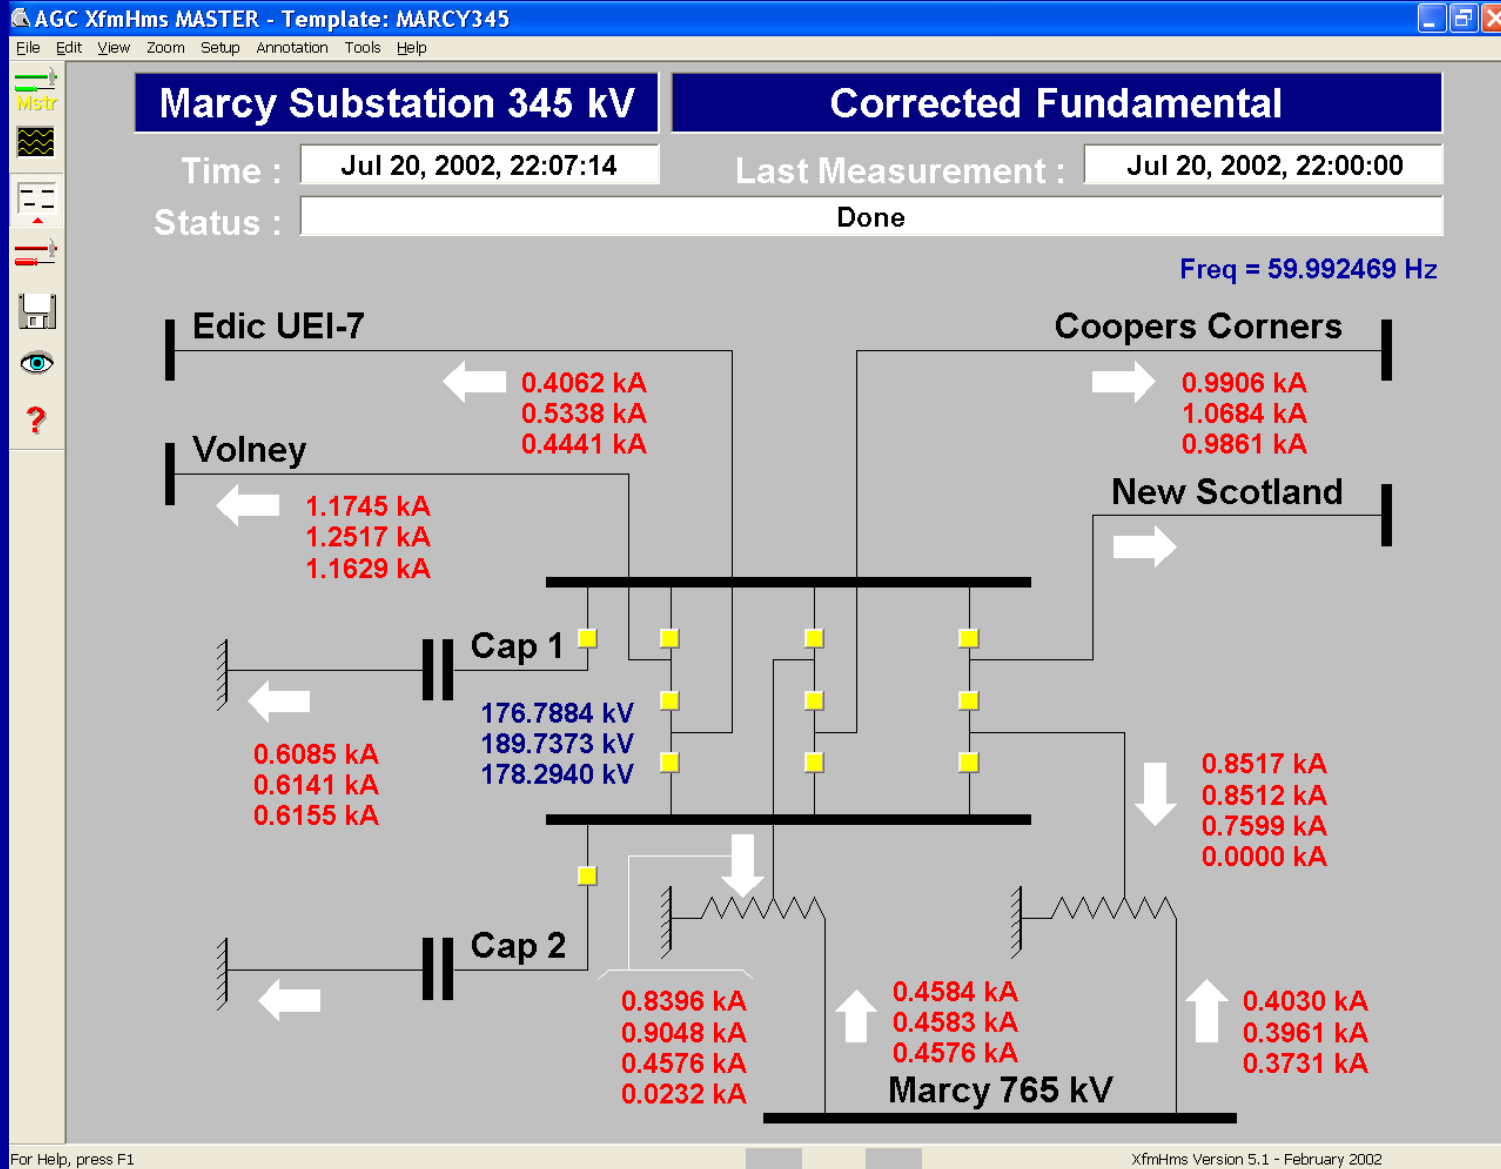 AGC XfmHms MASTER - Template: MARCY345
File Edit View Zoom Setup Annotation Tools Help
Mstr
Marcy Substation 345 kV
Corrected Fundamental
Time :
Jul 20, 2002, 22:07:14
Last Measurement :
Jul 20, 2002, 22:00:00
Status :
Done
Freq = 59.992469 Hz
Edic UEI-7
0.4062 kA
0.5338 kA
0.4441 kA
Coopers Corners
0.9906 kA
1.0684 kA
0.9861 kA
Volney
1.1745 kA
1.2517 kA
1.1629 kA
New Scotland
Cap 1
0.6085 kA
0.6141 kA
0.6155 kA
176.7884 kV
189.7373 kV
178.2940 kV
0.8517 kA
0.8512 kA
0.7599 kA
0.0000 kA
Cap 2
0.8396 kA
0.9048 kA
0.4576 kA
0.0232 kA
0.4584 kA
0.4583 kA
0.4576 kA
0.4030 kA
0.3961 kA
0.3731 kA
Marcy 765 kV
For Help, press F1
XfmHms Version 5.1 - February 2002